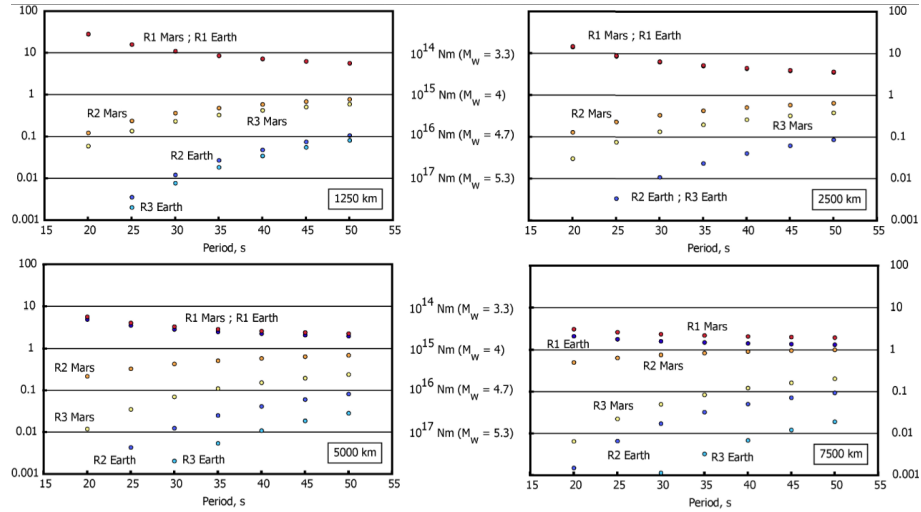 100
10
1
0.1
0.01
0.001
R1 Mars ; R1 Earth
R2 Mars
R3 Mars
R2 Earth
R3 Earth
1250 km
15 20 25 30 35 40 45 50 55
Period, s
10^14 Nm (M_W = 3.3)
10^15 Nm (M_W = 4)
10^16 Nm (M_W = 4.7)
10^17 Nm (M_W = 5.3)
100
10
1
0.1
0.01
0.001
R1 Mars ; R1 Earth
R2 Mars
R3 Mars
R2 Earth ; R3 Earth
2500 km
15 20 25 30 35 40 45 50 55
Period, s
100
10
1
0.1
0.01
0.001
R1 Mars ; R1 Earth
R2 Mars
R3 Mars
R2 Earth
R3 Earth
5000 km
15 20 25 30 35 40 45 50 55
Period, s
10^14 Nm (M_W = 3.3)
10^15 Nm (M_W = 4)
10^16 Nm (M_W = 4.7)
10^17 Nm (M_W = 5.3)
100
10
1
0.1
0.01
0.001
R1 Mars
R1 Earth
R2 Mars
R3 Mars
R2 Earth
R3 Earth
7500 km
15 20 25 30 35 40 45 50 55
Period, s